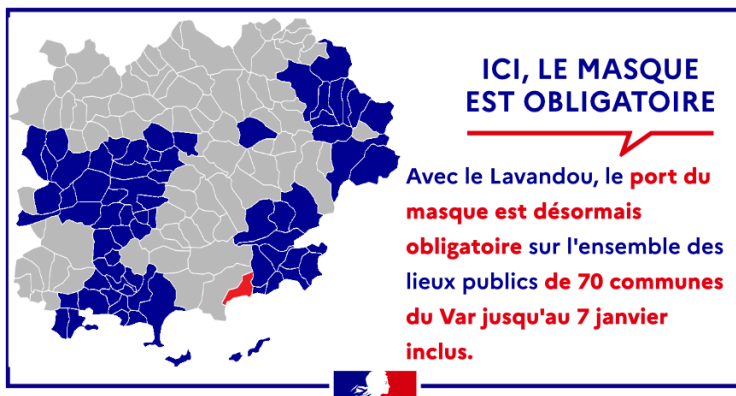 ICI, LE MASQUE
EST OBLIGATOIRE
Avec le Lavandou, le port du
masque est désormais
obligatoire sur l'ensemble des
lieux publics de 70 communes
du Var jusqu'au 7 janvier
inclus.